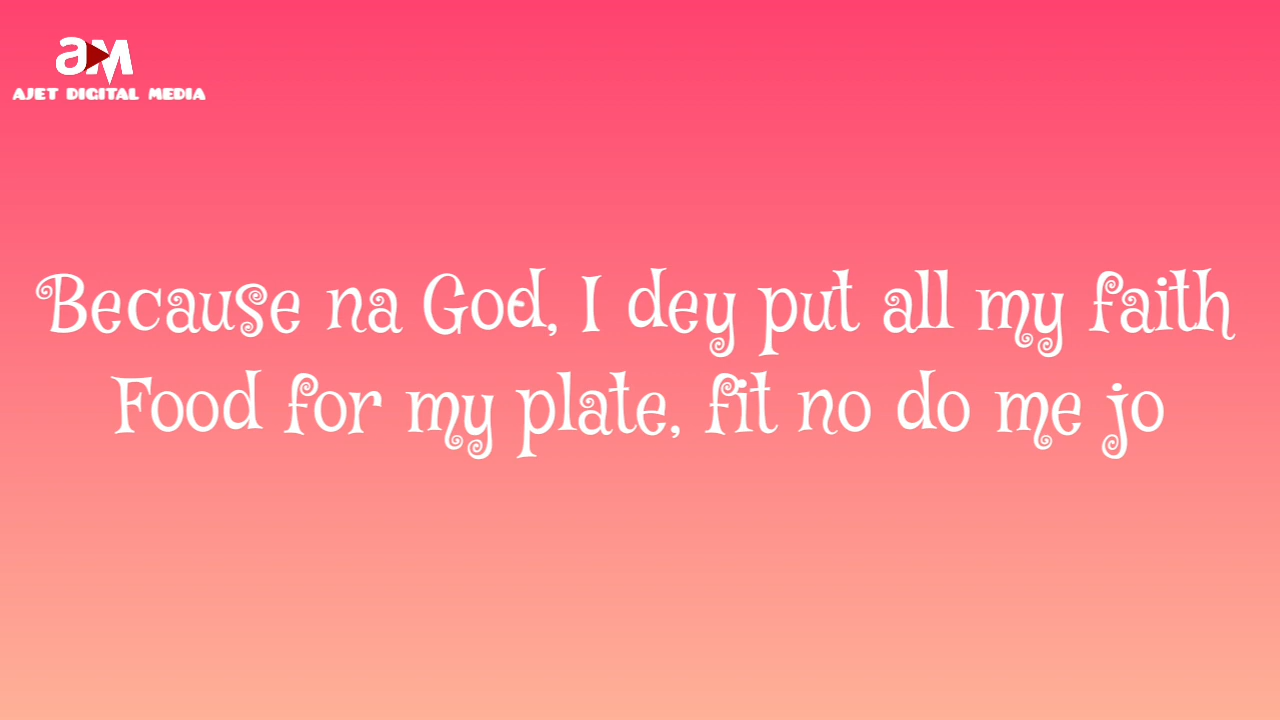 am
AJET DIGITAL MEDIA
Because na God, I dey put all my faith
Food for my plate, fit no do me jo